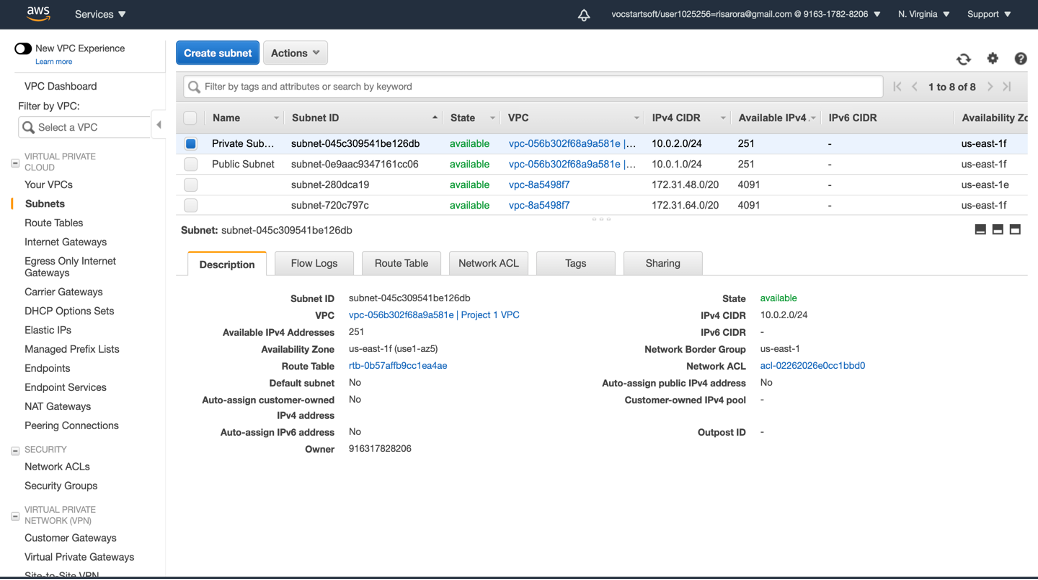 aws
Services
vocstartsoft/user1025256=risarora@gmail.com @ 9163-1782-8206
N. Virginia
Support
New VPC Experience
Learn more
VPC Dashboard
Filter by VPC:
Select a VPC
VIRTUAL PRIVATE
CLOUD
Your VPCs
Subnets
Route Tables
Internet Gateways
Egress Only Internet
Gateways
Carrier Gateways
DHCP Options Sets
Elastic IPs
Managed Prefix Lists
Endpoints
Endpoint Services
NAT Gateways
Peering Connections
SECURITY
Network ACLs
Security Groups
VIRTUAL PRIVATE
NETWORK (VPN)
Customer Gateways
Virtual Private Gateways
Site-to-Site VPN
Create subnet
Actions
Filter by tags and attributes or search by keyword
1 to 8 of 8
Name Subnet ID State VPC IPv4 CIDR Available IPv4 IPv6 CIDR Availability Zo
Private Sub... subnet-045c309541be126db available vpc-056b302f68a9a581e |... 10.0.2.0/24 251 - us-east-1f
Public Subnet subnet-0e9aac9347161cc06 available vpc-056b302f68a9a581e |... 10.0.1.0/24 251 - us-east-1f
subnet-280dca19 available vpc-8a5498f7 172.31.48.0/20 4091 - us-east-1e
subnet-720c797c available vpc-8a5498f7 172.31.64.0/20 4091 - us-east-1f
Subnet: subnet-045c309541be126db
Description Flow Logs Route Table Network ACL Tags Sharing
Subnet ID subnet-045c309541be126db
VPC vpc-056b302f68a9a581e | Project 1 VPC
Available IPv4 Addresses 251
Availability Zone us-east-1f (use1-az5)
Route Table rtb-0b57affb9cc1ea4ae
Default subnet No
Auto-assign customer-owned No
IPv4 address
Auto-assign IPv6 address No
Owner 916317828206
State available
IPv4 CIDR 10.0.2.0/24
IPv6 CIDR -
Network Border Group us-east-1
Network ACL acl-02262026e0cc1bbd0
Auto-assign public IPv4 address No
Customer-owned IPv4 pool -
Outpost ID -